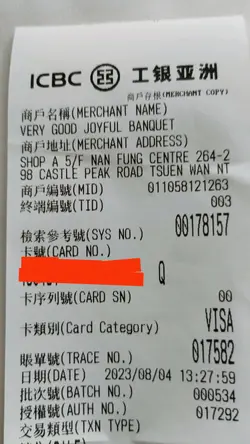 ICBC 工银亚洲
商戶存根(MERCHANT COPY)
商戶名稱(MERCHANT NAME)
VERY GOOD JOYFUL BANQUET
商戶地址(MERCHANT ADDRESS)
SHOP A 5/F NAN FUNG CENTRE 264-2
98 CASTLE PEAK ROAD TSUEN WAN NT
商戶編號(MID) 011058121263
終端編號(TID) 003
檢索參考號(SYS NO.) 00178157
卡號(CARD NO.)
Q
卡序列號(CARD SN) 00
卡類別(Card Category) VISA
賬單號(TRACE NO.) 017582
日期(DATE) 2023/08/04 13:27:59
批次號(BATCH NO.) 000534
授權號(AUTH NO.) 017292
交易類型(TXN TYPE)